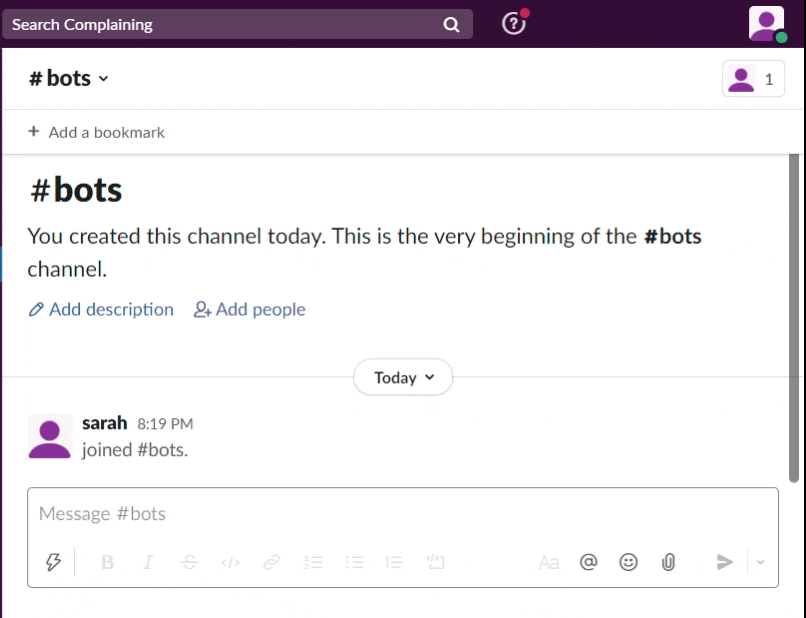 Search Complaining
# bots
1
+ Add a bookmark
#bots
You created this channel today. This is the very beginning of the #bots
channel.
Add description Add people
Today
sarah 8:19 PM
joined #bots.
Message #bots
B I S </> Aa @